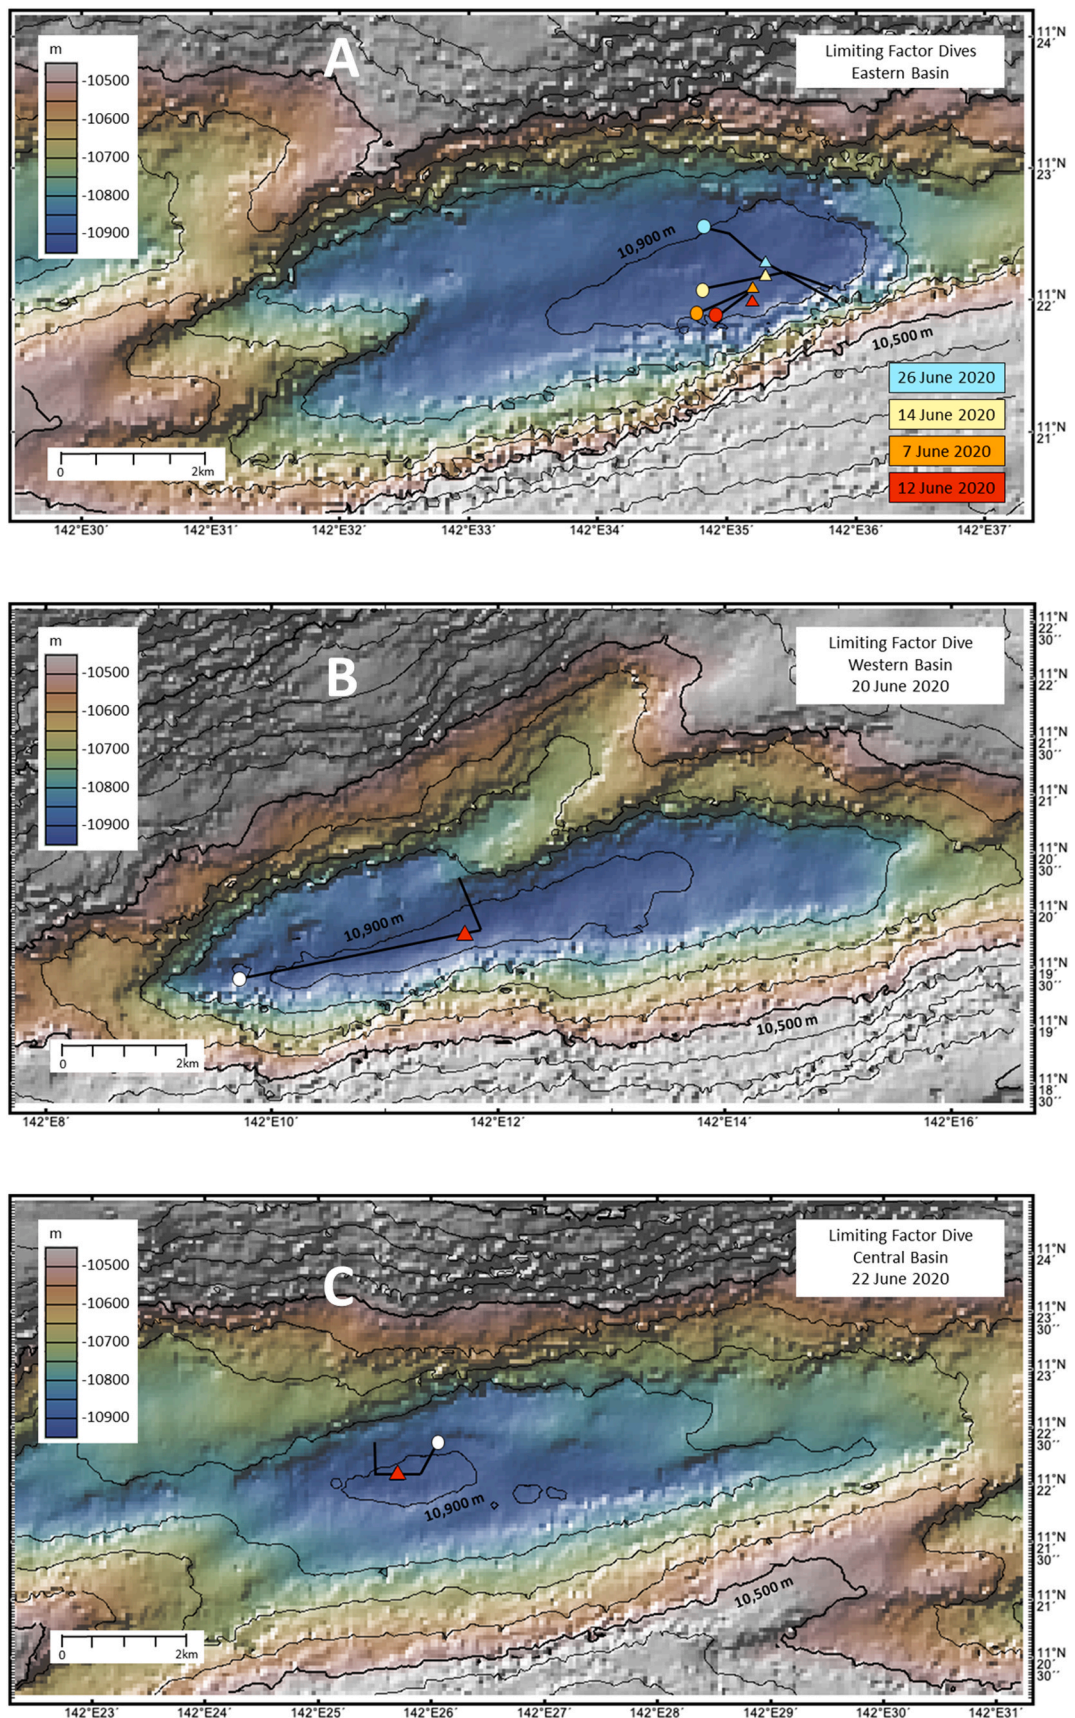 A
m
-10500
-10600
-10700
-10800
-10900
Limiting Factor Dives
Eastern Basin
10,900 m
10,500 m
26 June 2020
14 June 2020
7 June 2020
12 June 2020
0 2km
11°N
24′
11°N
23′
11°N
22′
11°N
21′
142°E30′ 142°E31′ 142°E32′ 142°E33′ 142°E34′ 142°E35′ 142°E36′ 142°E37′
B
m
-10500
-10600
-10700
-10800
-10900
Limiting Factor Dive
Western Basin
20 June 2020
10,900 m
10,500 m
0 2km
11°N
22′
30′′
11°N
22′
11°N
21′
30′′
11°N
21′
11°N
20′
30′′
11°N
20′
11°N
19′
30′′
11°N
19′
11°N
18′
30′′
142°E8′ 142°E10′ 142°E12′ 142°E14′ 142°E16′
C
m
-10500
-10600
-10700
-10800
-10900
Limiting Factor Dive
Central Basin
22 June 2020
10,900 m
10,500 m
0 2km
11°N
24′
11°N
23′
30′′
11°N
23′
11°N
22′
30′′
11°N
22′
11°N
21′
30′′
11°N
21′
11°N
20′
30′′
142°E23′ 142°E24′ 142°E25′ 142°E26′ 142°E27′ 142°E28′ 142°E29′ 142°E30′ 142°E31′